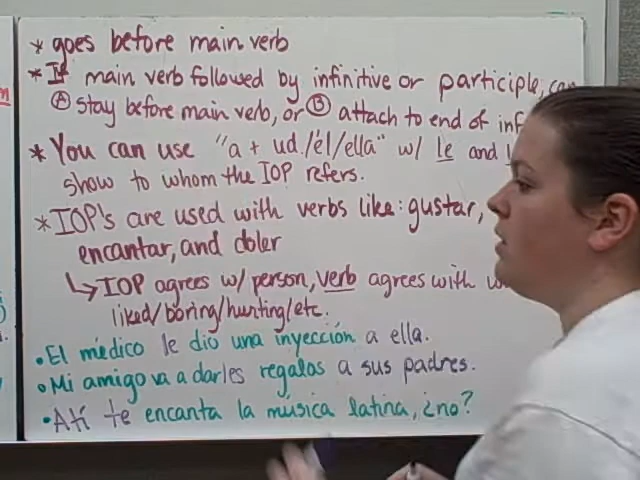 * goes before main verb
* If main verb followed by infinitive or participle, can
Ⓐ stay before main verb, or Ⓑ attach to end of inf
* You can use "a + ud./él/ella" w/ le and
show to whom the IOP refers.
* IOP's are used with verbs like: gustar,
encantar, and doler
↳ IOP agrees w/ person, verb agrees with
liked/boring/hurting/etc.
• El médico le dio una inyección a ella.
• Mi amigo va a darles regalos a sus padres.
• A tí te encanta la música latina, ¿no?